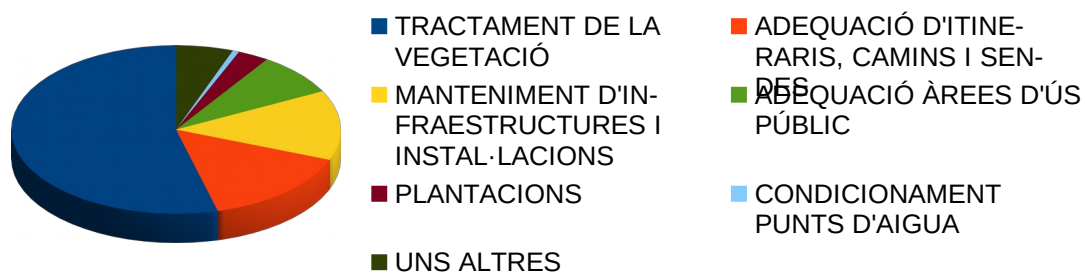 TRACTAMENT DE LA
VEGETACIÓ
ADEQUACIÓ D'ITINE-
RARIS, CAMINS I SEN-
DES
MANTENIMENT D'IN-
FRAESTRUCTURES I
INSTAL·LACIONS
ADEQUACIÓ ÀREES D'ÚS
PÚBLIC
PLANTACIONS
CONDICIONAMENT
PUNTS D'AIGUA
UNS ALTRES